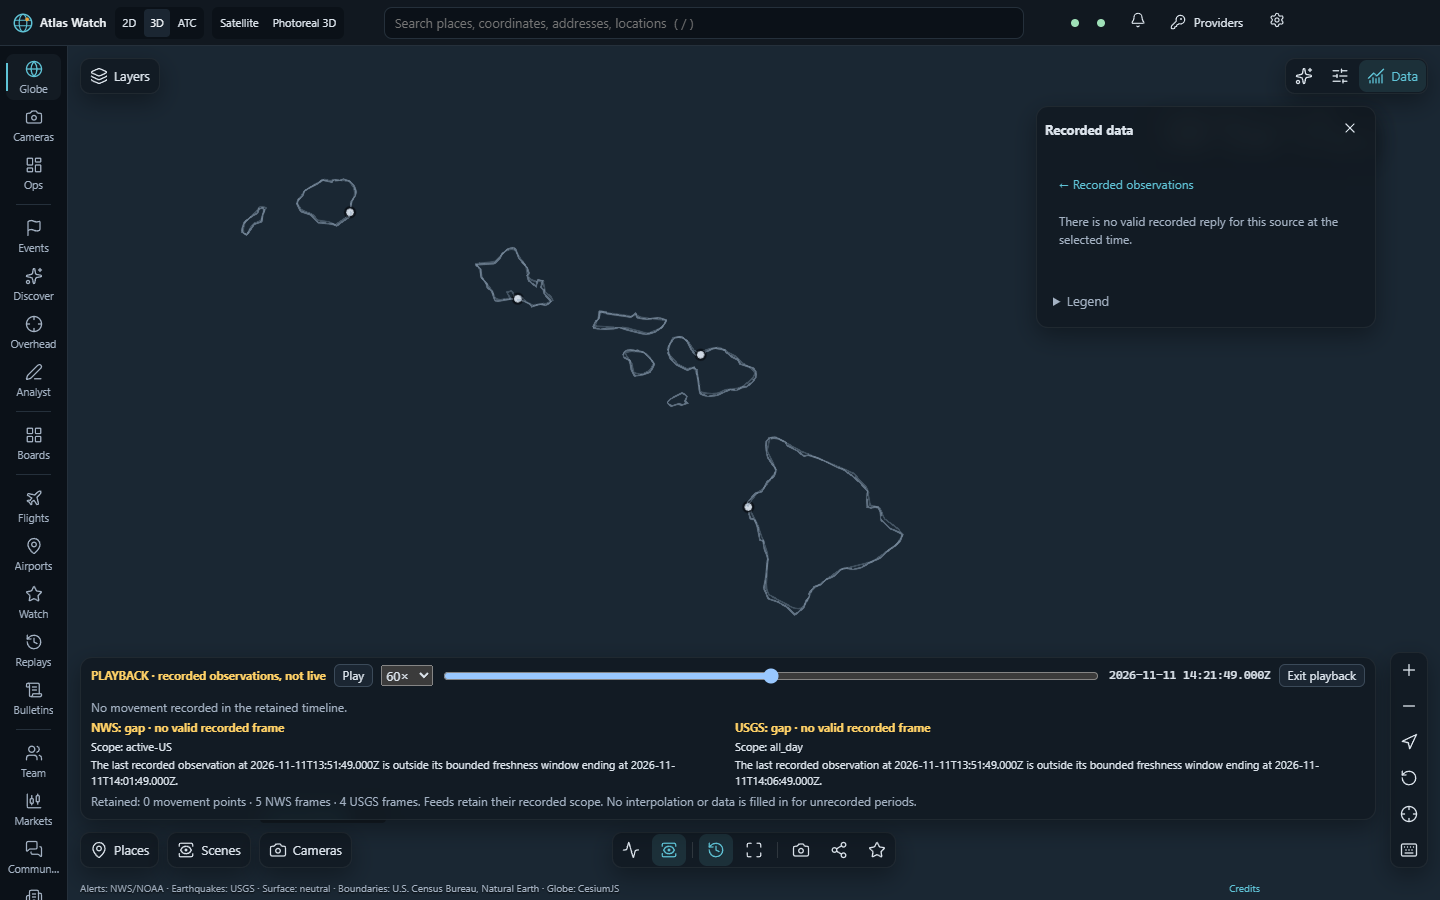 Atlas Watch
2D
3D
ATC
Satellite
Photoreal 3D
Search places, coordinates, addresses, locations ( / )
Providers
Globe
Cameras
Ops
Events
Discover
Overhead
Analyst
Boards
Flights
Airports
Watch
Replays
Bulletins
Team
Markets
Commun...
Layers
Data
Recorded data
← Recorded observations
There is no valid recorded reply for this source at the
selected time.
Legend
PLAYBACK · recorded observations, not live
Play
60×
2026-11-11 14:21:49.000Z
Exit playback
No movement recorded in the retained timeline.
NWS: gap · no valid recorded frame
Scope: active-US
The last recorded observation at 2026-11-11T13:51:49.000Z is outside its bounded freshness window ending at 2026-11-
11T14:01:49.000Z.
USGS: gap · no valid recorded frame
Scope: all_day
The last recorded observation at 2026-11-11T13:51:49.000Z is outside its bounded freshness window ending at 2026-11-
11T14:06:49.000Z.
Retained: 0 movement points · 5 NWS frames · 4 USGS frames. Feeds retain their recorded scope. No interpolation or data is filled in for unrecorded periods.
Places
Scenes
Cameras
Alerts: NWS/NOAA · Earthquakes: USGS · Surface: neutral · Boundaries: U.S. Census Bureau, Natural Earth · Globe: CesiumJS
Credits